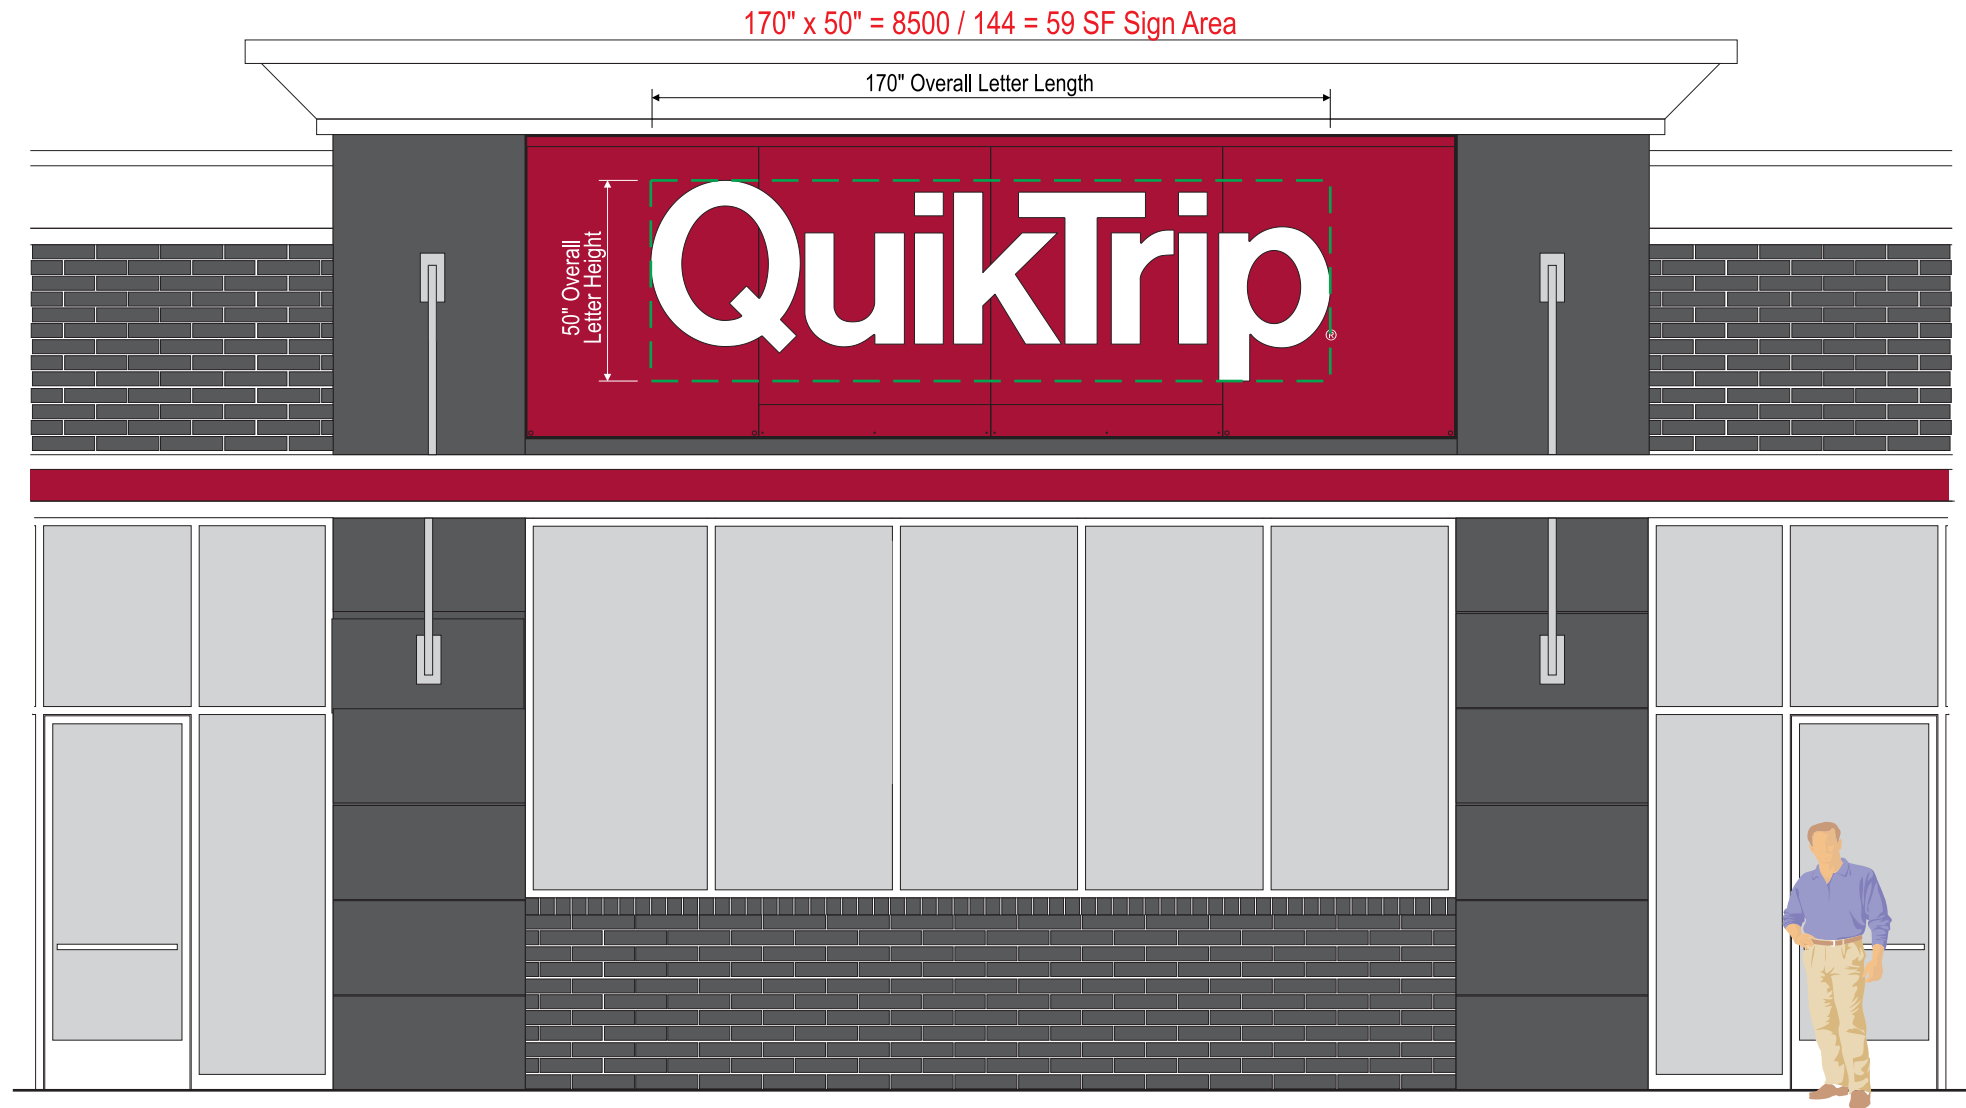 170" x 50" = 8500 / 144 = 59 SF Sign Area
170" Overall Letter Length
50" Overall
Letter Height
QuikTrip®